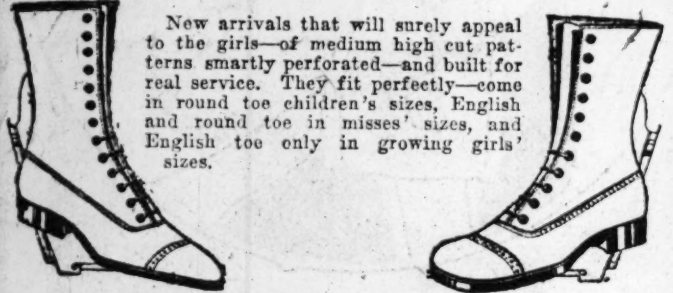 New arrivals that will surely appeal
to the girls—of medium high cut pat-
terns smartly perforated—and built for
real service. They fit perfectly—come
in round toe children's sizes, English
and round toe in misses' sizes, and
English toe only in growing girls'
sizes.